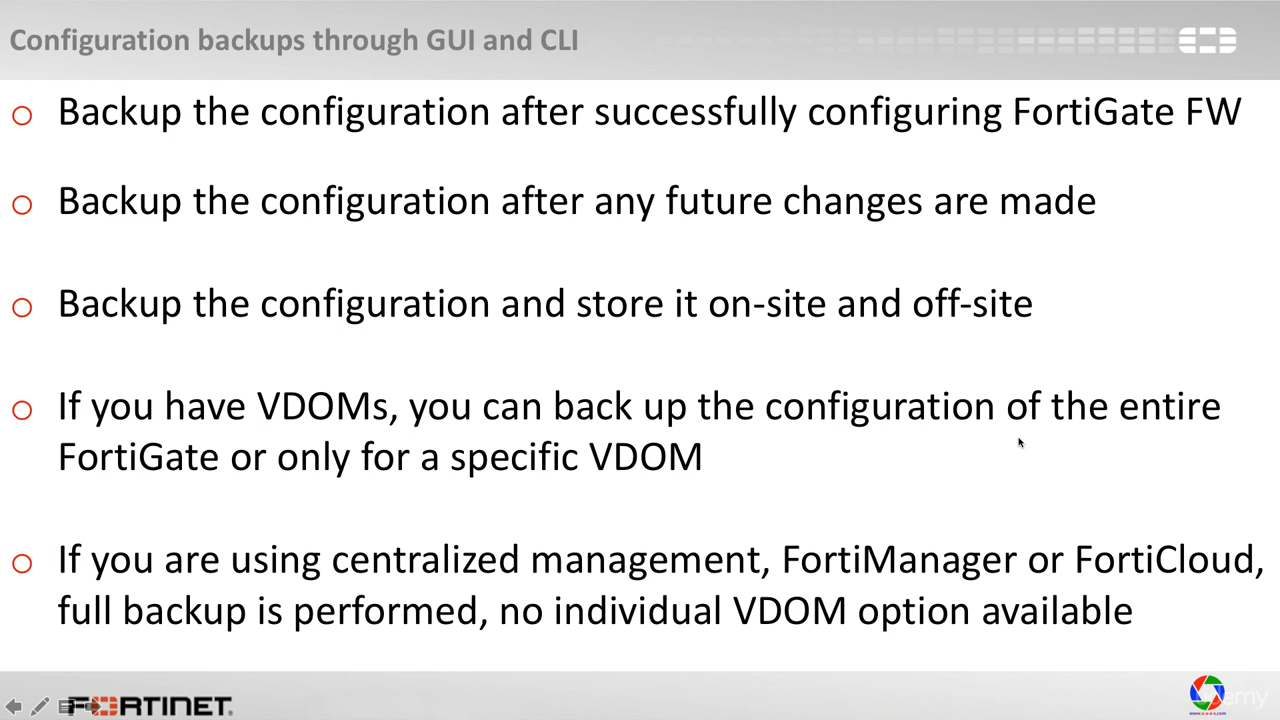 Configuration backups through GUI and CLI
Backup the configuration after successfully configuring FortiGate FW
Backup the configuration after any future changes are made
Backup the configuration and store it on-site and off-site
If you have VDOMs, you can back up the configuration of the entire
FortiGate or only for a specific VDOM
If you are using centralized management, FortiManager or FortiCloud,
full backup is performed, no individual VDOM option available
FORTINET